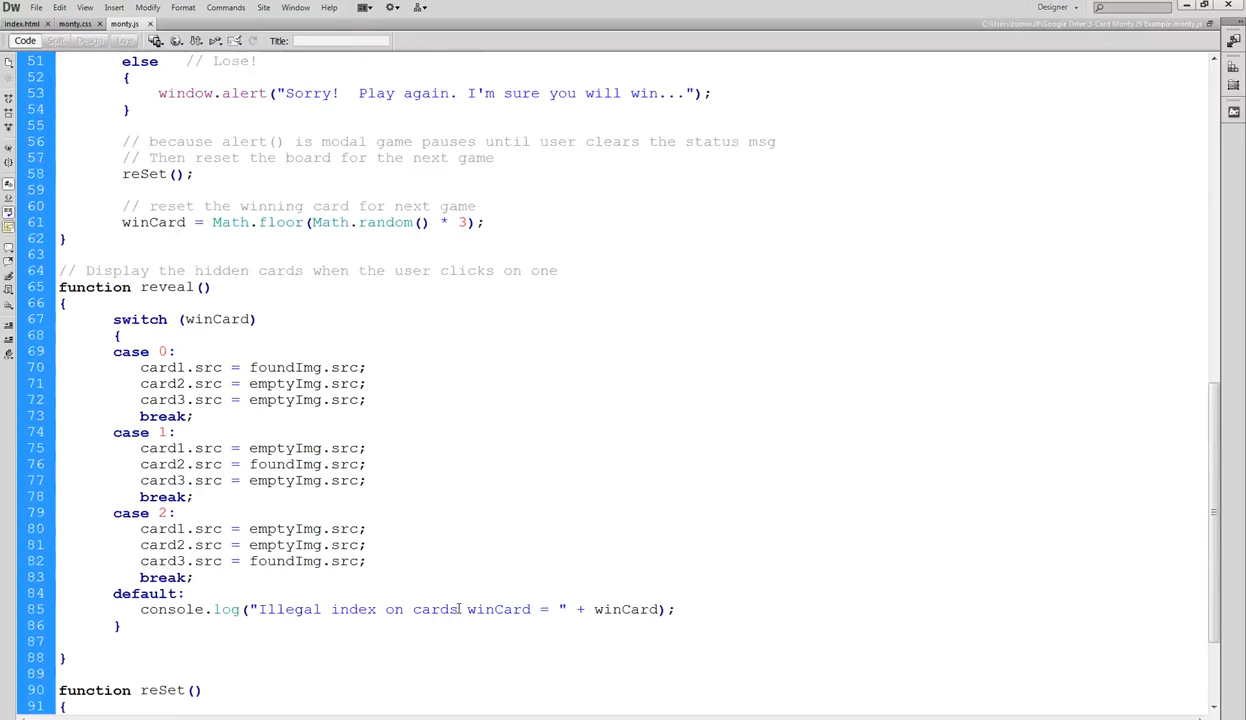 Dw File Edit View Insert Modify Format Commands Site Window Help Designer
index.html × monty.css × monty.js × C:\Users\tomwulf\Google Drive\3-Card Monty JS Example\monty.js
Code Split Design Live Title:
51 else // Lose!
52 {
53 window.alert("Sorry!  Play again. I'm sure you will win...");
54 }
55
56 // because alert() is modal game pauses until user clears the status msg
57 // Then reset the board for the next game
58 reSet();
59
60 // reset the winning card for next game
61 winCard = Math.floor(Math.random() * 3);
62 }
63
64 // Display the hidden cards when the user clicks on one
65 function reveal()
66 {
67 switch (winCard)
68 {
69 case 0:
70 card1.src = foundImg.src;
71 card2.src = emptyImg.src;
72 card3.src = emptyImg.src;
73 break;
74 case 1:
75 card1.src = emptyImg.src;
76 card2.src = foundImg.src;
77 card3.src = emptyImg.src;
78 break;
79 case 2:
80 card1.src = emptyImg.src;
81 card2.src = emptyImg.src;
82 card3.src = foundImg.src;
83 break;
84 default:
85 console.log("Illegal index on cards winCard = " + winCard);
86 }
87
88 }
89
90 function reSet()
91 {